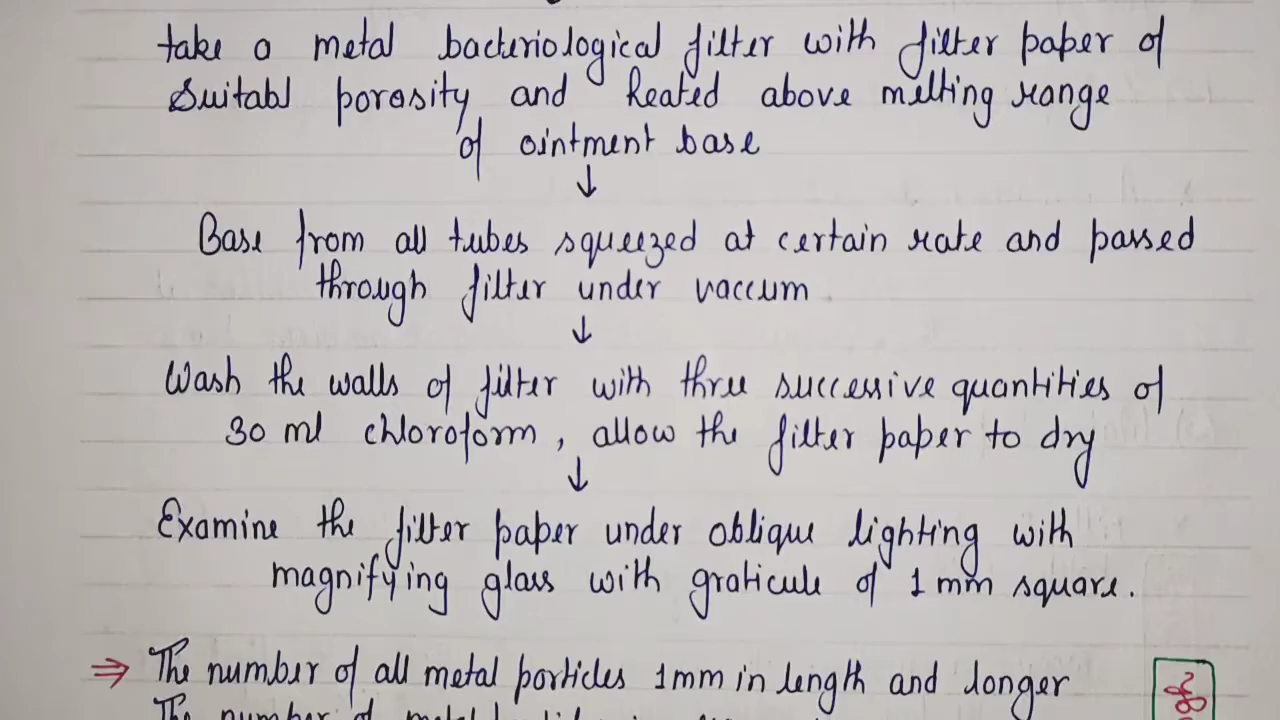 take a metal bacteriological filter with filter paper of
Suitabl porosity and heated above melting range
of ointment base
↓
Base from all tubes squeezed at certain rate and passed
through filter under vaccum
↓
Wash the walls of filter with three successive quantities of
30 ml chloroform, allow the filter paper to dry
↓
Examine the filter paper under oblique lighting with
magnifying glass with graticule of 1 mm square.
⇒ The number of all metal particles 1mm in length and longer
The number of metal